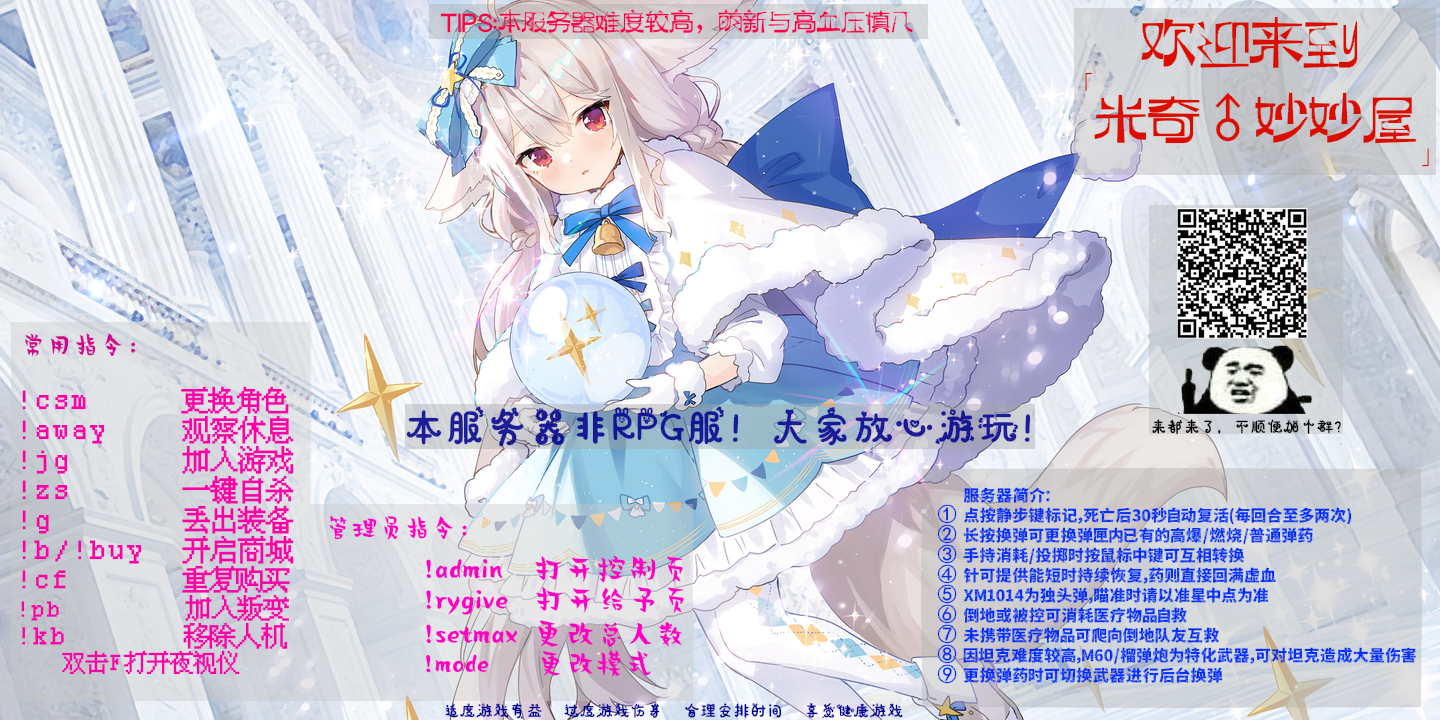 TIPS:本服务器难度较高，萌新与高血压慎入
欢迎来到
「米奇♂妙妙屋」
来都来了，不顺便加个群?
常用指令：
!csm 更换角色
!away 观察休息
!jg 加入游戏
!zs 一键自杀
!g 丢出装备
!b/!buy 开启商城
!cf 重复购买
!pb 加入叛变
!kb 移除人机
双击F打开夜视仪
本服务器非RPG服！大家放心游玩！
管理员指令：
!admin 打开控制页
!rygive 打开给予页
!setmax 更改总人数
!mode 更改模式
服务器简介:
① 点按静步键标记,死亡后30秒自动复活(每回合至多两次)
② 长按换弹可更换弹匣内已有的高爆/燃烧/普通弹药
③ 手持消耗/投掷时按鼠标中键可互相转换
④ 针可提供能短时持续恢复,药则直接回满虚血
⑤ XM1014为独头弹,瞄准时请以准星中点为准
⑥ 倒地或被控可消耗医疗物品自救
⑦ 未携带医疗物品可爬向倒地队友互救
⑧ 因坦克难度较高,M60/榴弹炮为特化武器,可对坦克造成大量伤害
⑨ 更换弹药时可切换武器进行后台换弹
适度游戏有益 过度游戏伤身 合理安排时间 享受健康游戏